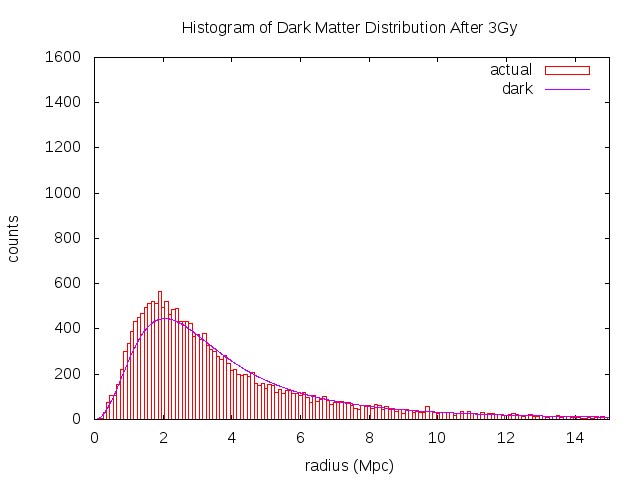 Histogram of Dark Matter Distribution After 3Gy
1600
1400
1200
1000
800
600
400
200
0
actual
dark
counts
0 2 4 6 8 10 12 14
radius (Mpc)